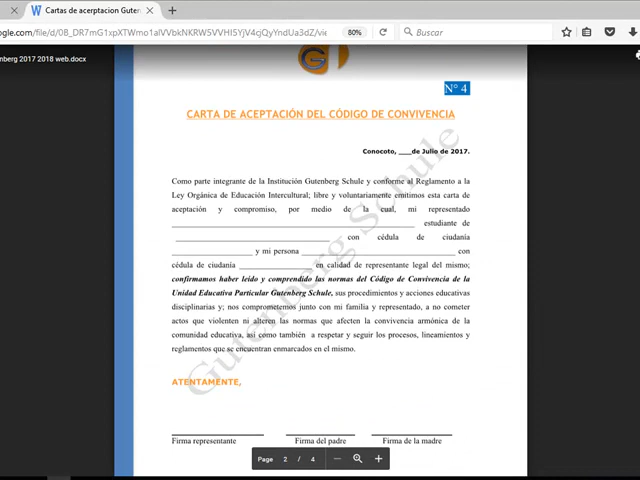 Cartas de acerptacion Guten
gle.com/file/d/0B_DR7mG1xpXTWmo1alVVbkNKRW5VVHI5YjV4cjQyYndUa3dZ/vie
80%
Buscar
nberg 2017 2018 web.docx
G
N° 4
CARTA DE ACEPTACIÓN DEL CÓDIGO DE CONVIVENCIA
Conocoto, ____de Julio de 2017.
Como parte integrante de la Institución Gutenberg Schule y conforme al Reglamento a la
Ley Orgánica de Educación Intercultural; libre y voluntariamente emitimos esta carta de
aceptación y compromiso, por medio de la cual, mi representado
estudiante de
con cédula de ciudanía
y mi persona con
cédula de ciudanía en calidad de representante legal del mismo;
confirmamos haber leído y comprendido las normas del Código de Convivencia de la
Unidad Educativa Particular Gutenberg Schule, sus procedimientos y acciones educativas
disciplinarias y; nos comprometemos junto con mi familia y representado, a no cometer
actos que violenten ni alteren las normas que afecten la convivencia armónica de la
comunidad educativa, así como también a respetar y seguir los procesos, lineamientos y
reglamentos que se encuentran enmarcados en el mismo.
Gutenberg Schule
ATENTAMENTE,
Firma representante Firma del padre Firma de la madre
Page 2 / 4